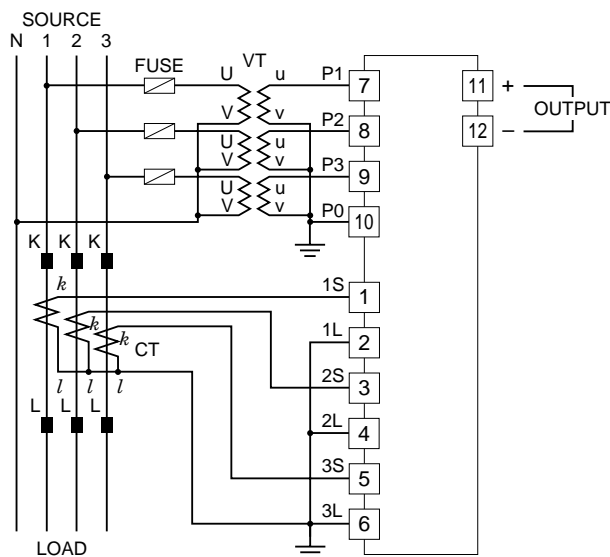 SOURCE
N 1 2 3
FUSE
VT
U u P1 7
V v
P2 8
U u
V v
P3 9
U u
V v
P0 10
11 +
OUTPUT
12 –
K K K
k
1S 1
k
k
CT
1L 2
l l l
2S 3
L L L
2L 4
3S 5
3L 6
LOAD